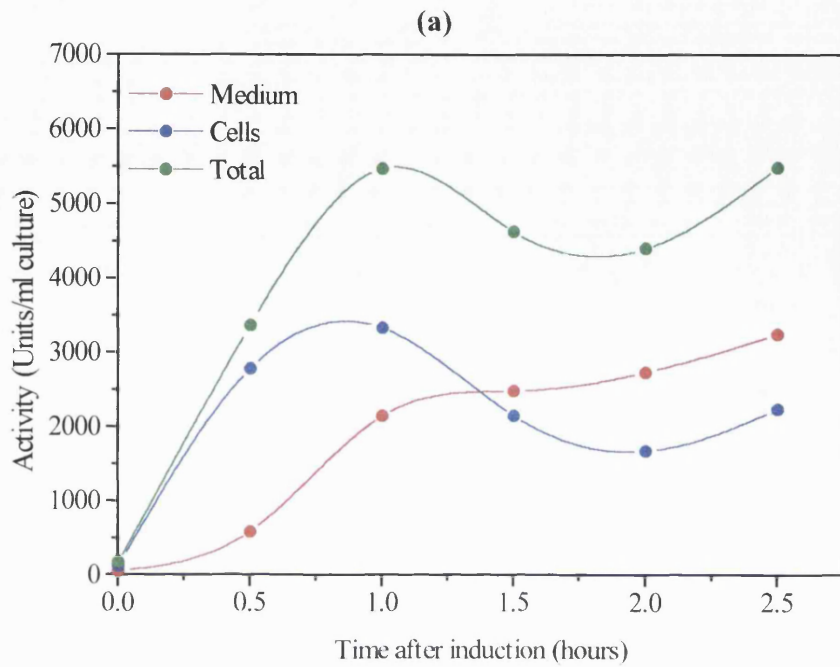 (a)
7000
6000
5000
4000
3000
2000
1000
0
Activity (Units/ml culture)
Medium
Cells
Total
0.0 0.5 1.0 1.5 2.0 2.5
Time after induction (hours)